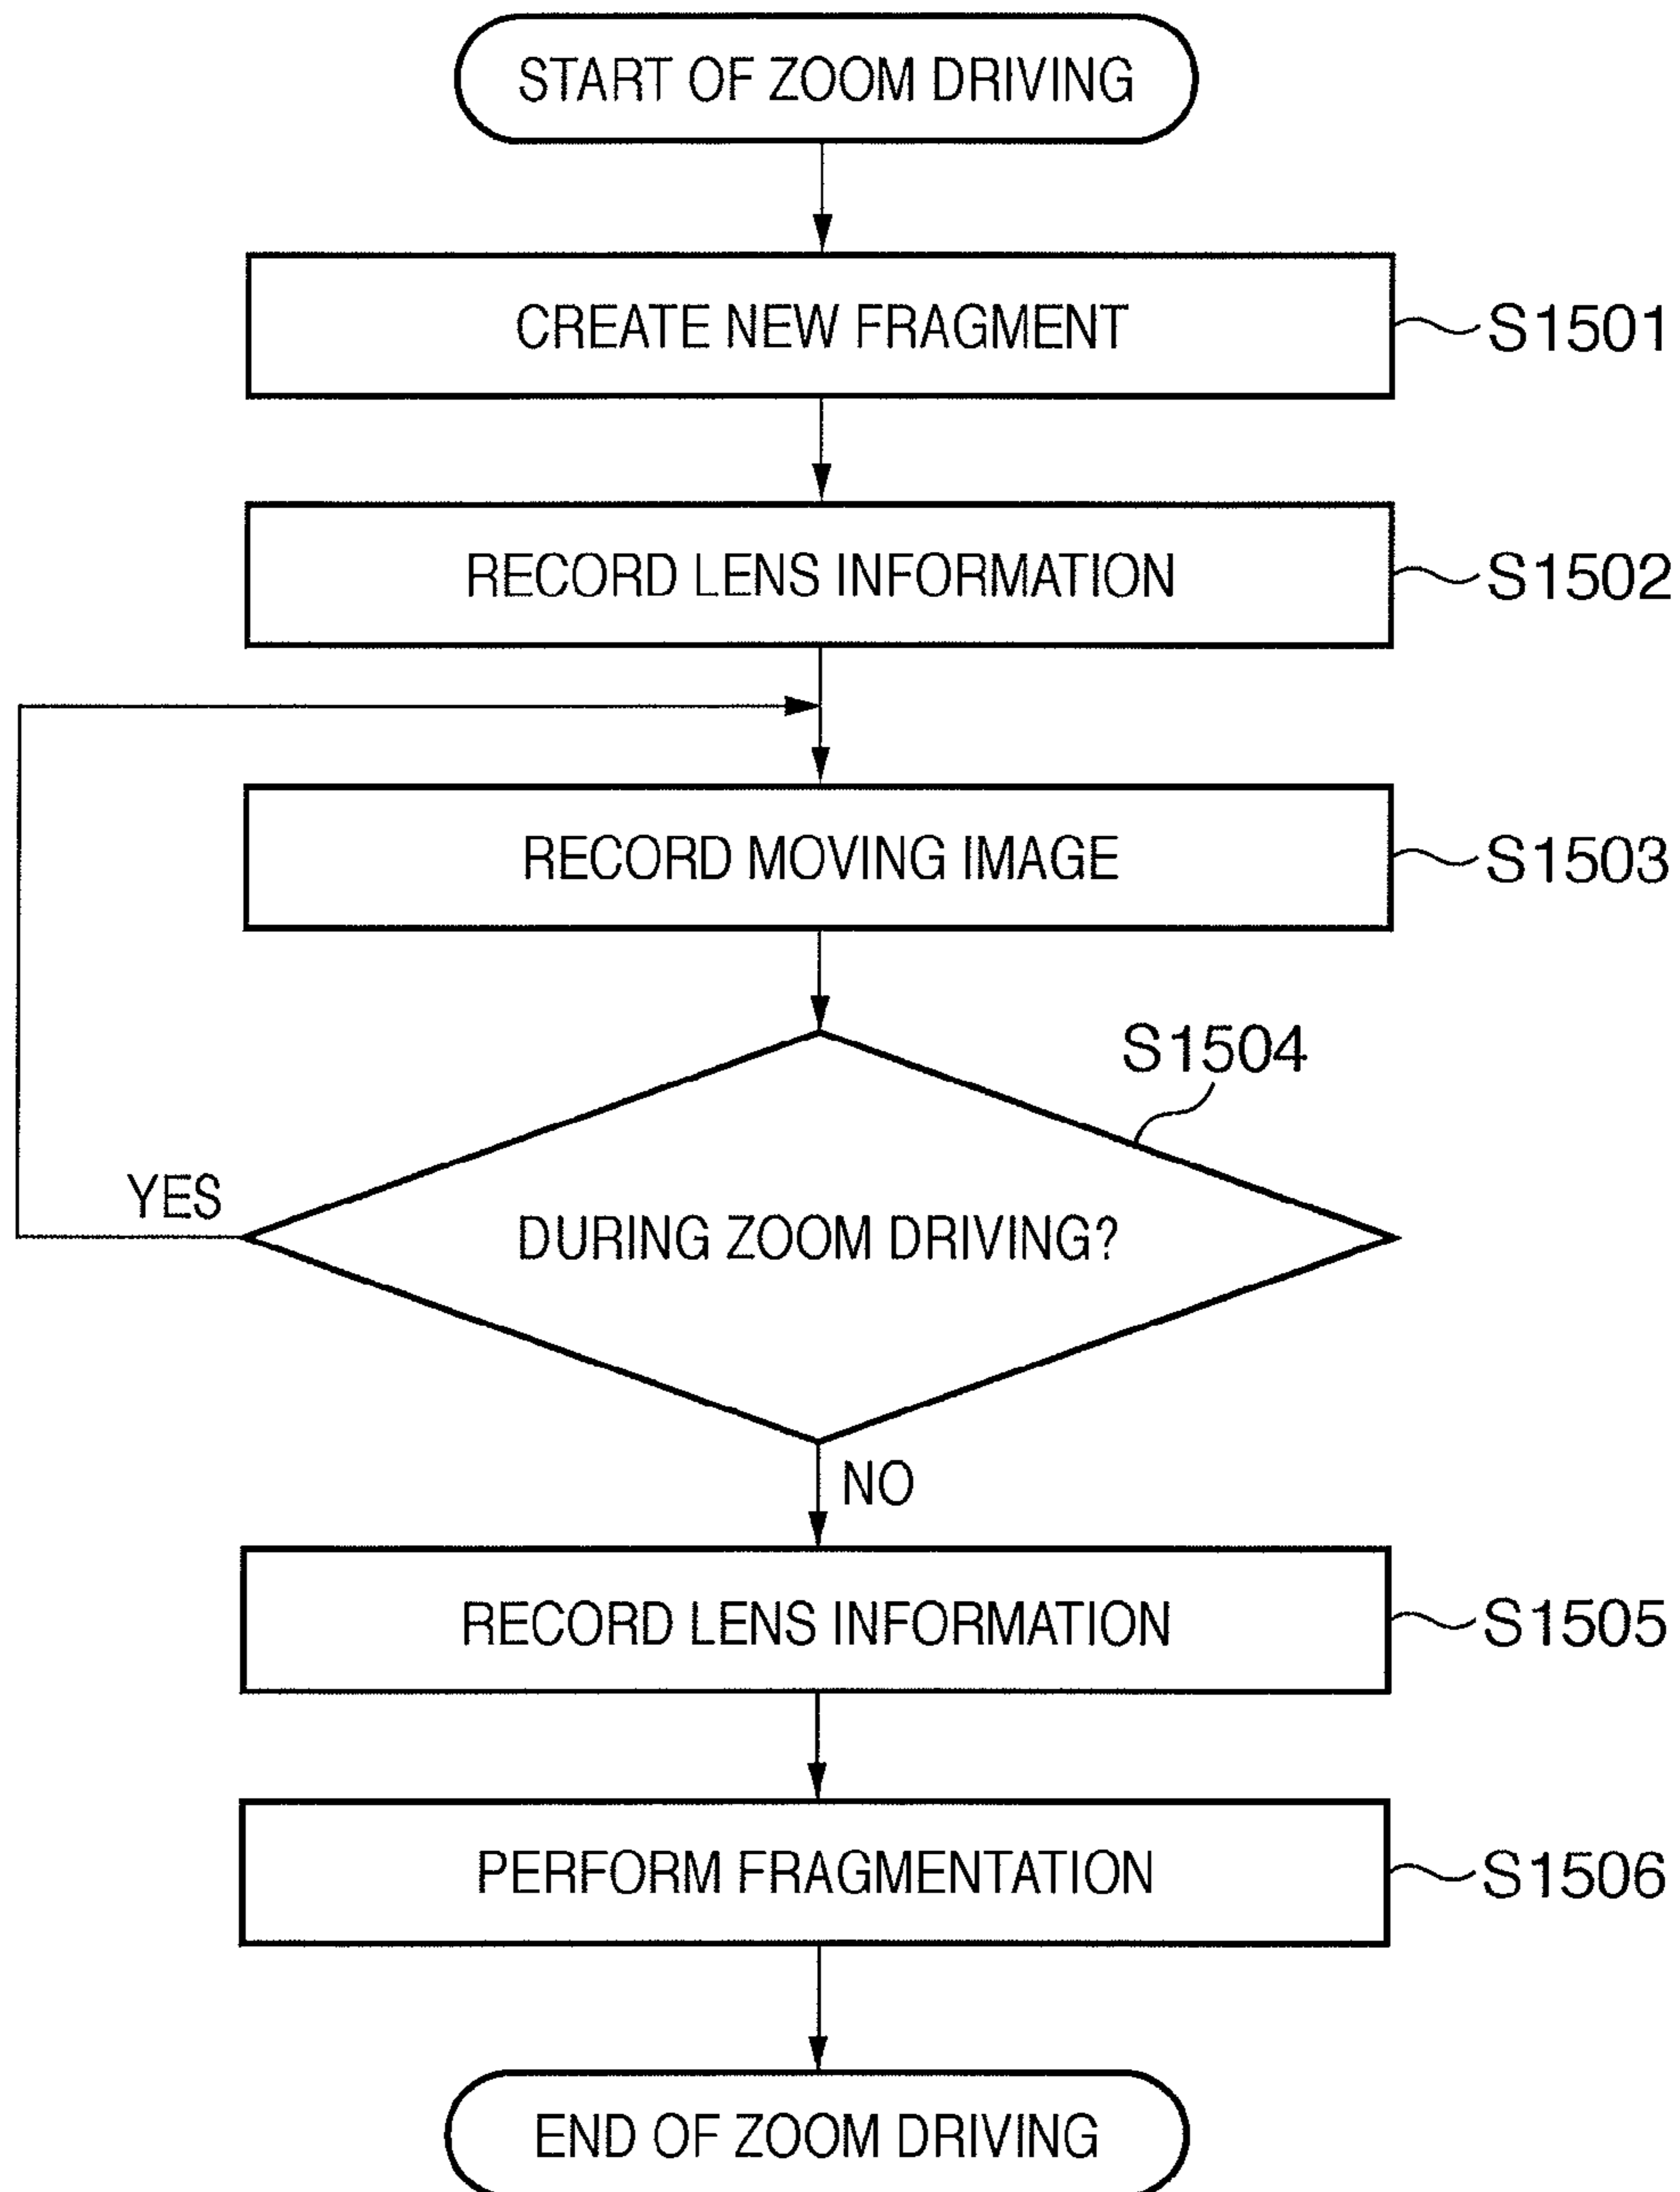 START OF ZOOM DRIVING
CREATE NEW FRAGMENT
S1501
RECORD LENS INFORMATION
S1502
RECORD MOVING IMAGE
S1503
S1504
DURING ZOOM DRIVING?
YES
NO
RECORD LENS INFORMATION
S1505
PERFORM FRAGMENTATION
S1506
END OF ZOOM DRIVING